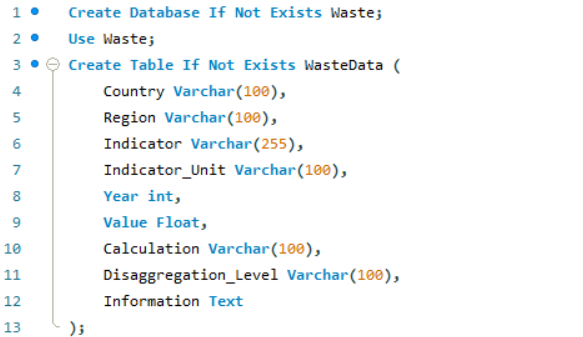 1 Create Database If Not Exists Waste;
2 Use Waste;
3 Create Table If Not Exists WasteData (
4 Country Varchar(100),
5 Region Varchar(100),
6 Indicator Varchar(255),
7 Indicator_Unit Varchar(100),
8 Year int,
9 Value Float,
10 Calculation Varchar(100),
11 Disaggregation_Level Varchar(100),
12 Information Text
13 );